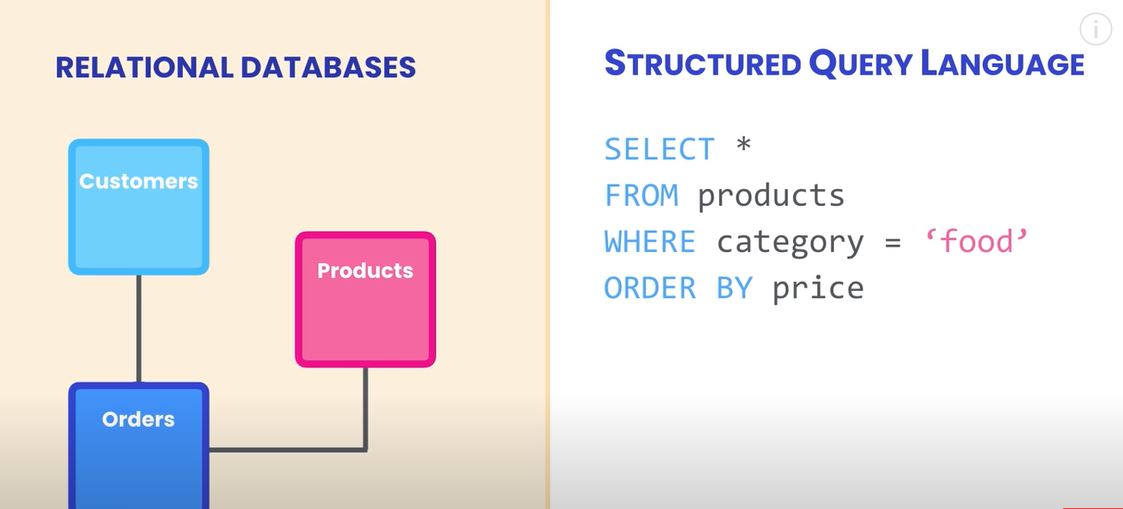 RELATIONAL DATABASES
Customers
Products
Orders
STRUCTURED QUERY LANGUAGE
SELECT *
FROM products
WHERE category = ‘food’
ORDER BY price